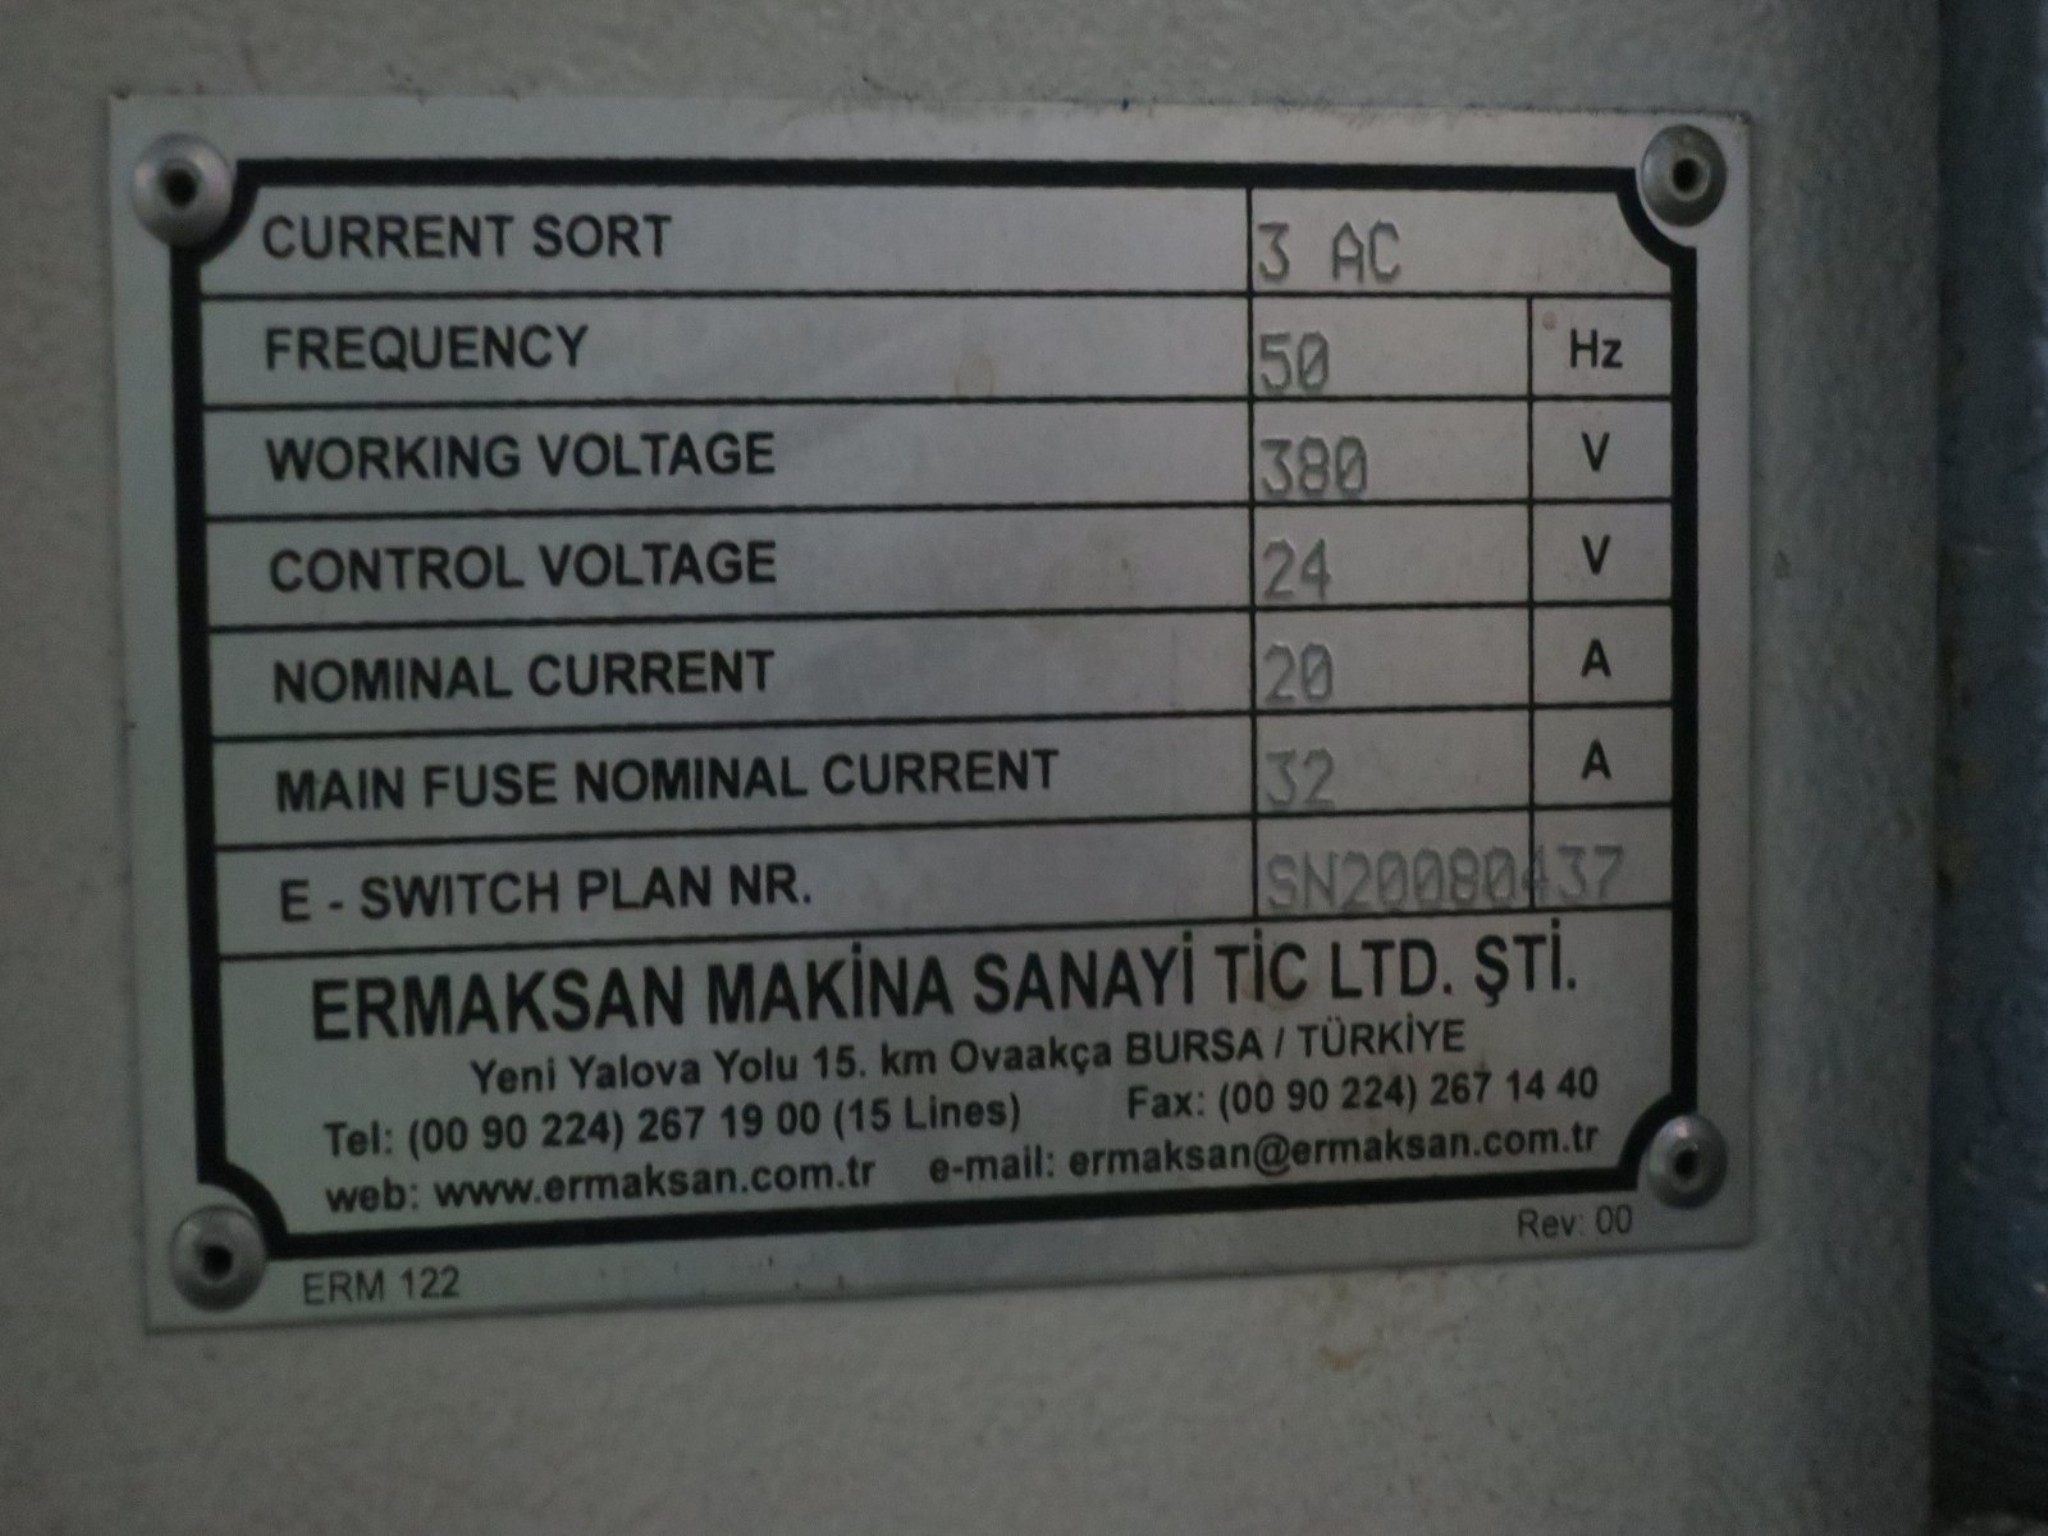 CURRENT SORT 3 AC
FREQUENCY 50 Hz
WORKING VOLTAGE 380 V
CONTROL VOLTAGE 24 V
NOMINAL CURRENT 20 A
MAIN FUSE NOMINAL CURRENT 32 A
E - SWITCH PLAN NR. SN20080437
ERMAKSAN MAKİNA SANAYİ TİC LTD. ŞTİ.
Yeni Yalova Yolu 15. km Ovaakça BURSA / TÜRKİYE
Tel: (00 90 224) 267 19 00 (15 Lines) Fax: (00 90 224) 267 14 40
web: www.ermaksan.com.tr e-mail: ermaksan@ermaksan.com.tr
ERM 122 Rev: 00